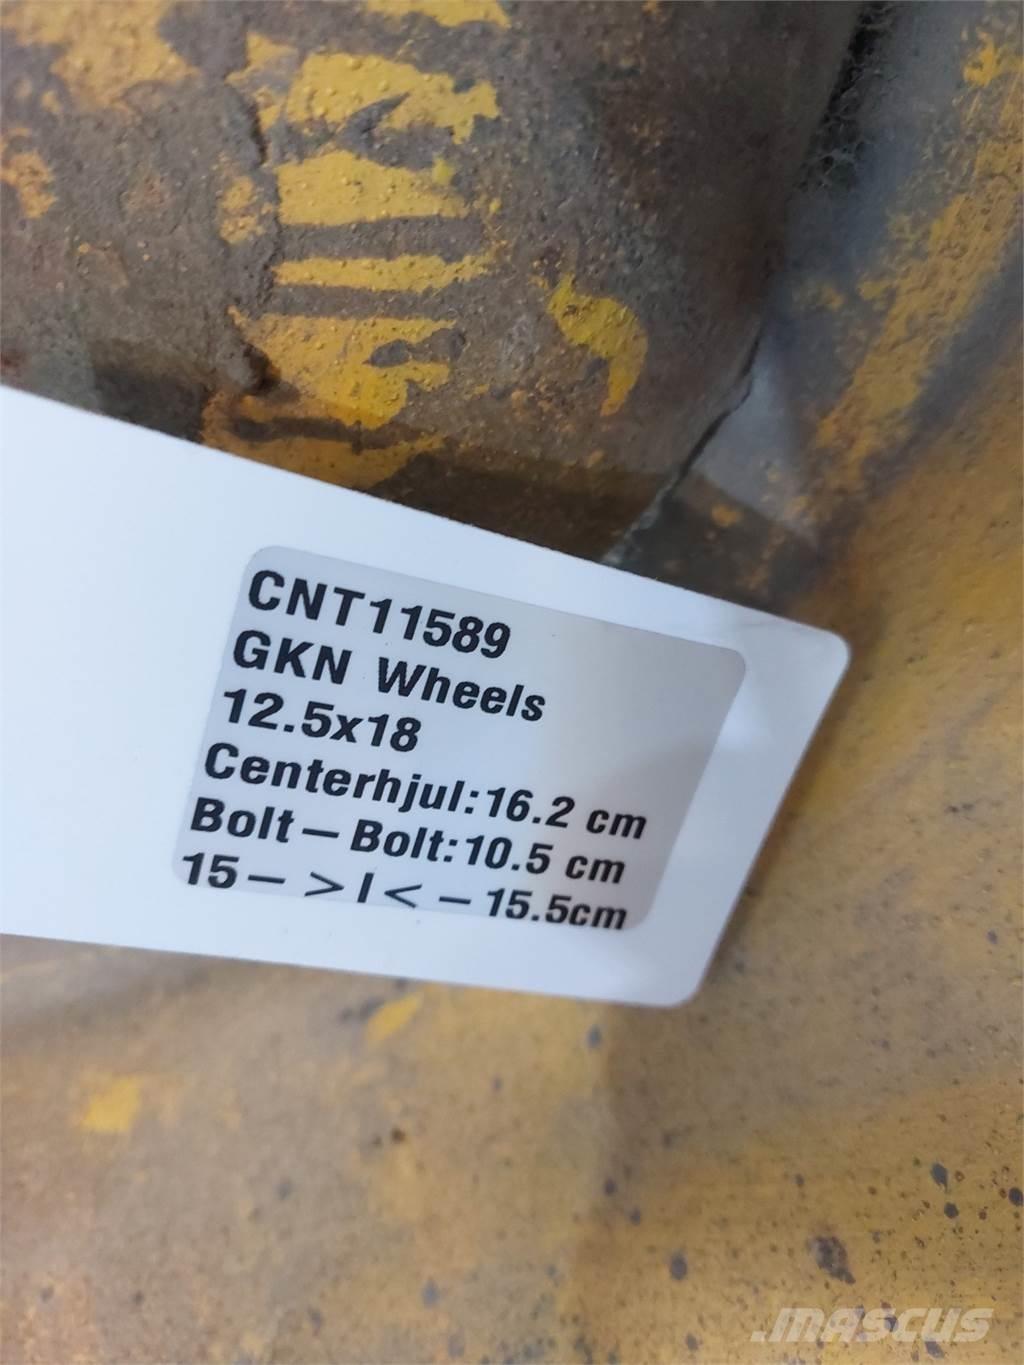 CNT11589
GKN Wheels
12.5x18
Centerhjul:16.2 cm
Bolt-Bolt:10.5 cm
15- >I< - 15.5cm
.MASCUS